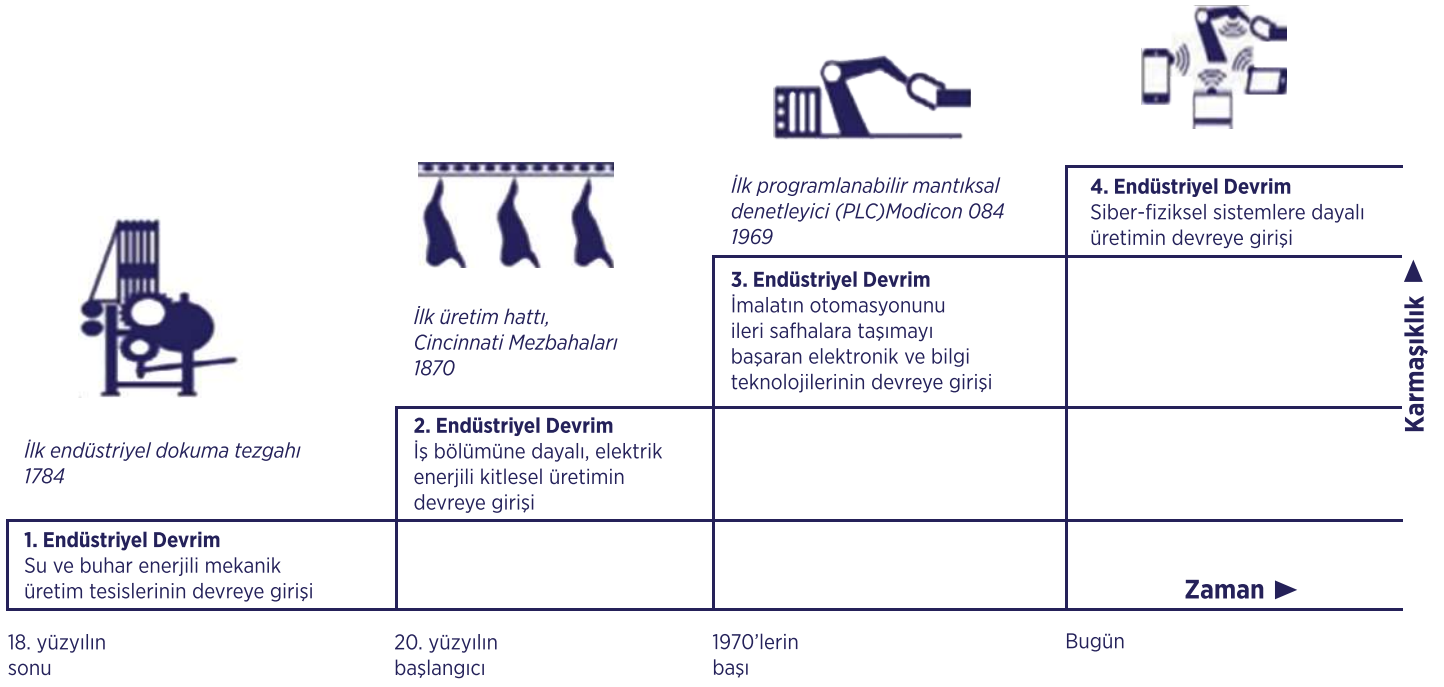 İlk programlanabilir mantıksal
denetleyici (PLC)Modicon 084
1969
4. Endüstriyel Devrim
Siber-fiziksel sistemlere dayalı
üretimin devreye girişi
3. Endüstriyel Devrim
İmalatın otomasyonunu
ileri safhalara taşımayı
başaran elektronik ve bilgi
teknolojilerinin devreye girişi
İlk üretim hattı,
Cincinnati Mezbahaları
1870
2. Endüstriyel Devrim
İş bölümüne dayalı, elektrik
enerjili kitlesel üretimin
devreye girişi
İlk endüstriyel dokuma tezgahı
1784
1. Endüstriyel Devrim
Su ve buhar enerjili mekanik
üretim tesislerinin devreye girişi
Karmaşıklık
Zaman
18. yüzyılın
sonu
20. yüzyılın
başlangıcı
1970’lerin
başı
Bugün